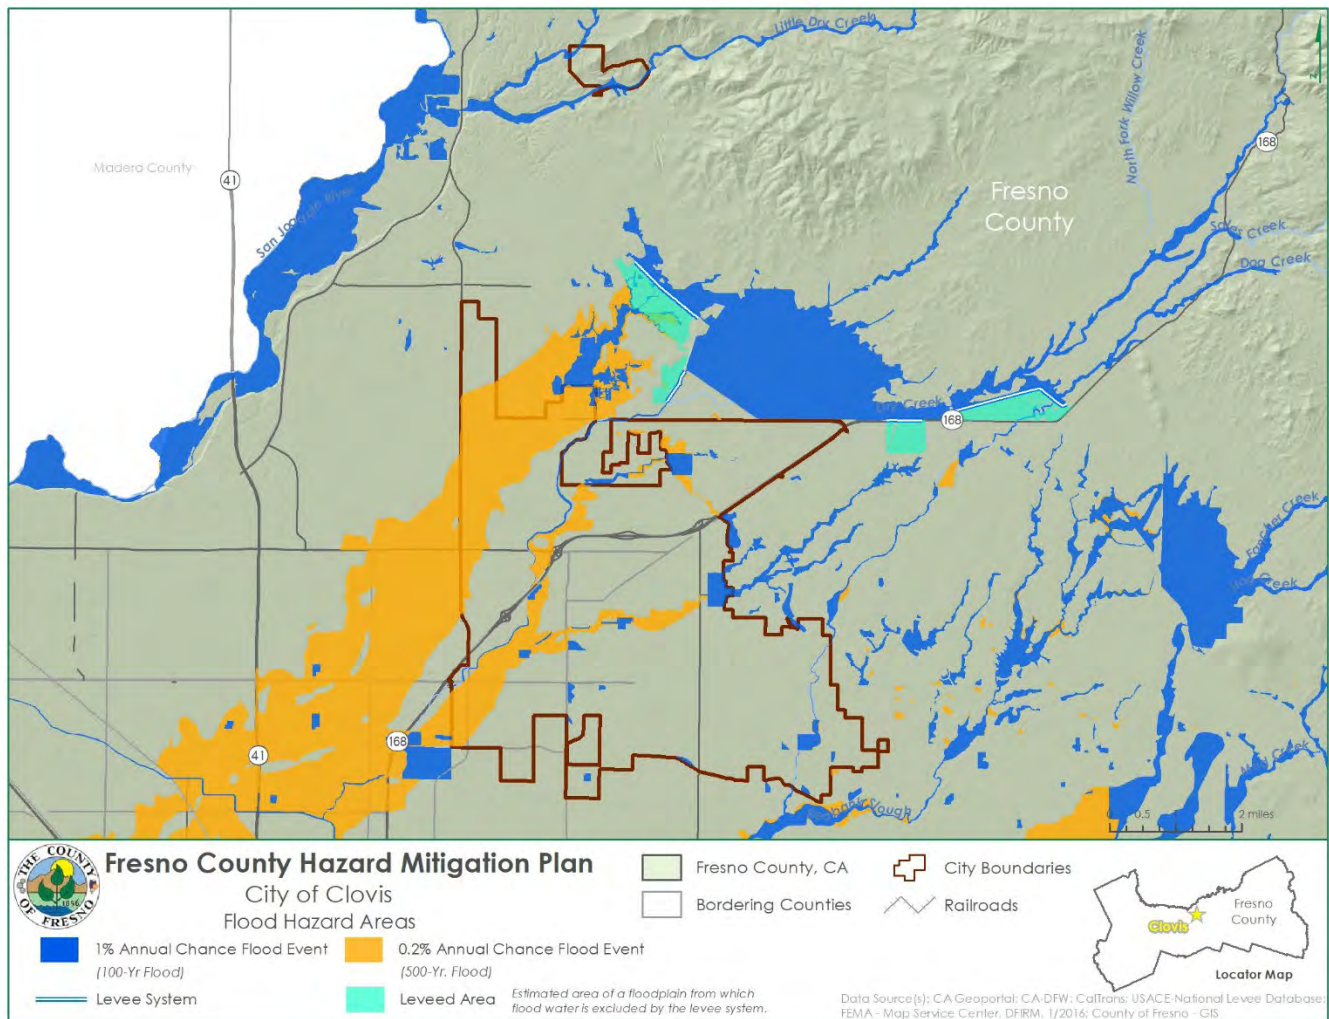 Little Dry Creek
North Fork Willow Creek
168
Madera County
41
San Joaquin River
Fresno
County
Dog Creek
Dry Creek
168
Fancher Creek
Hog Creek
168
41
Mud Creek
0.5
2 miles
THE COUNTY
OF FRESNO
1856
Fresno County Hazard Mitigation Plan
City of Clovis
Flood Hazard Areas
1% Annual Chance Flood Event
(100-Yr Flood)
0.2% Annual Chance Flood Event
(500-Yr. Flood)
Levee System
Leveed Area
Estimated area of a floodplain from which
flood water is excluded by the levee system.
Fresno County, CA
Bordering Counties
City Boundaries
Railroads
Fresno
County
Clovis
Locator Map
Data Source(s): CA Geoportal; CA-DFW; CalTrans; USACE-National Levee Database;
FEMA - Map Service Center, DFIRM, 1/2016; County of Fresno - GIS